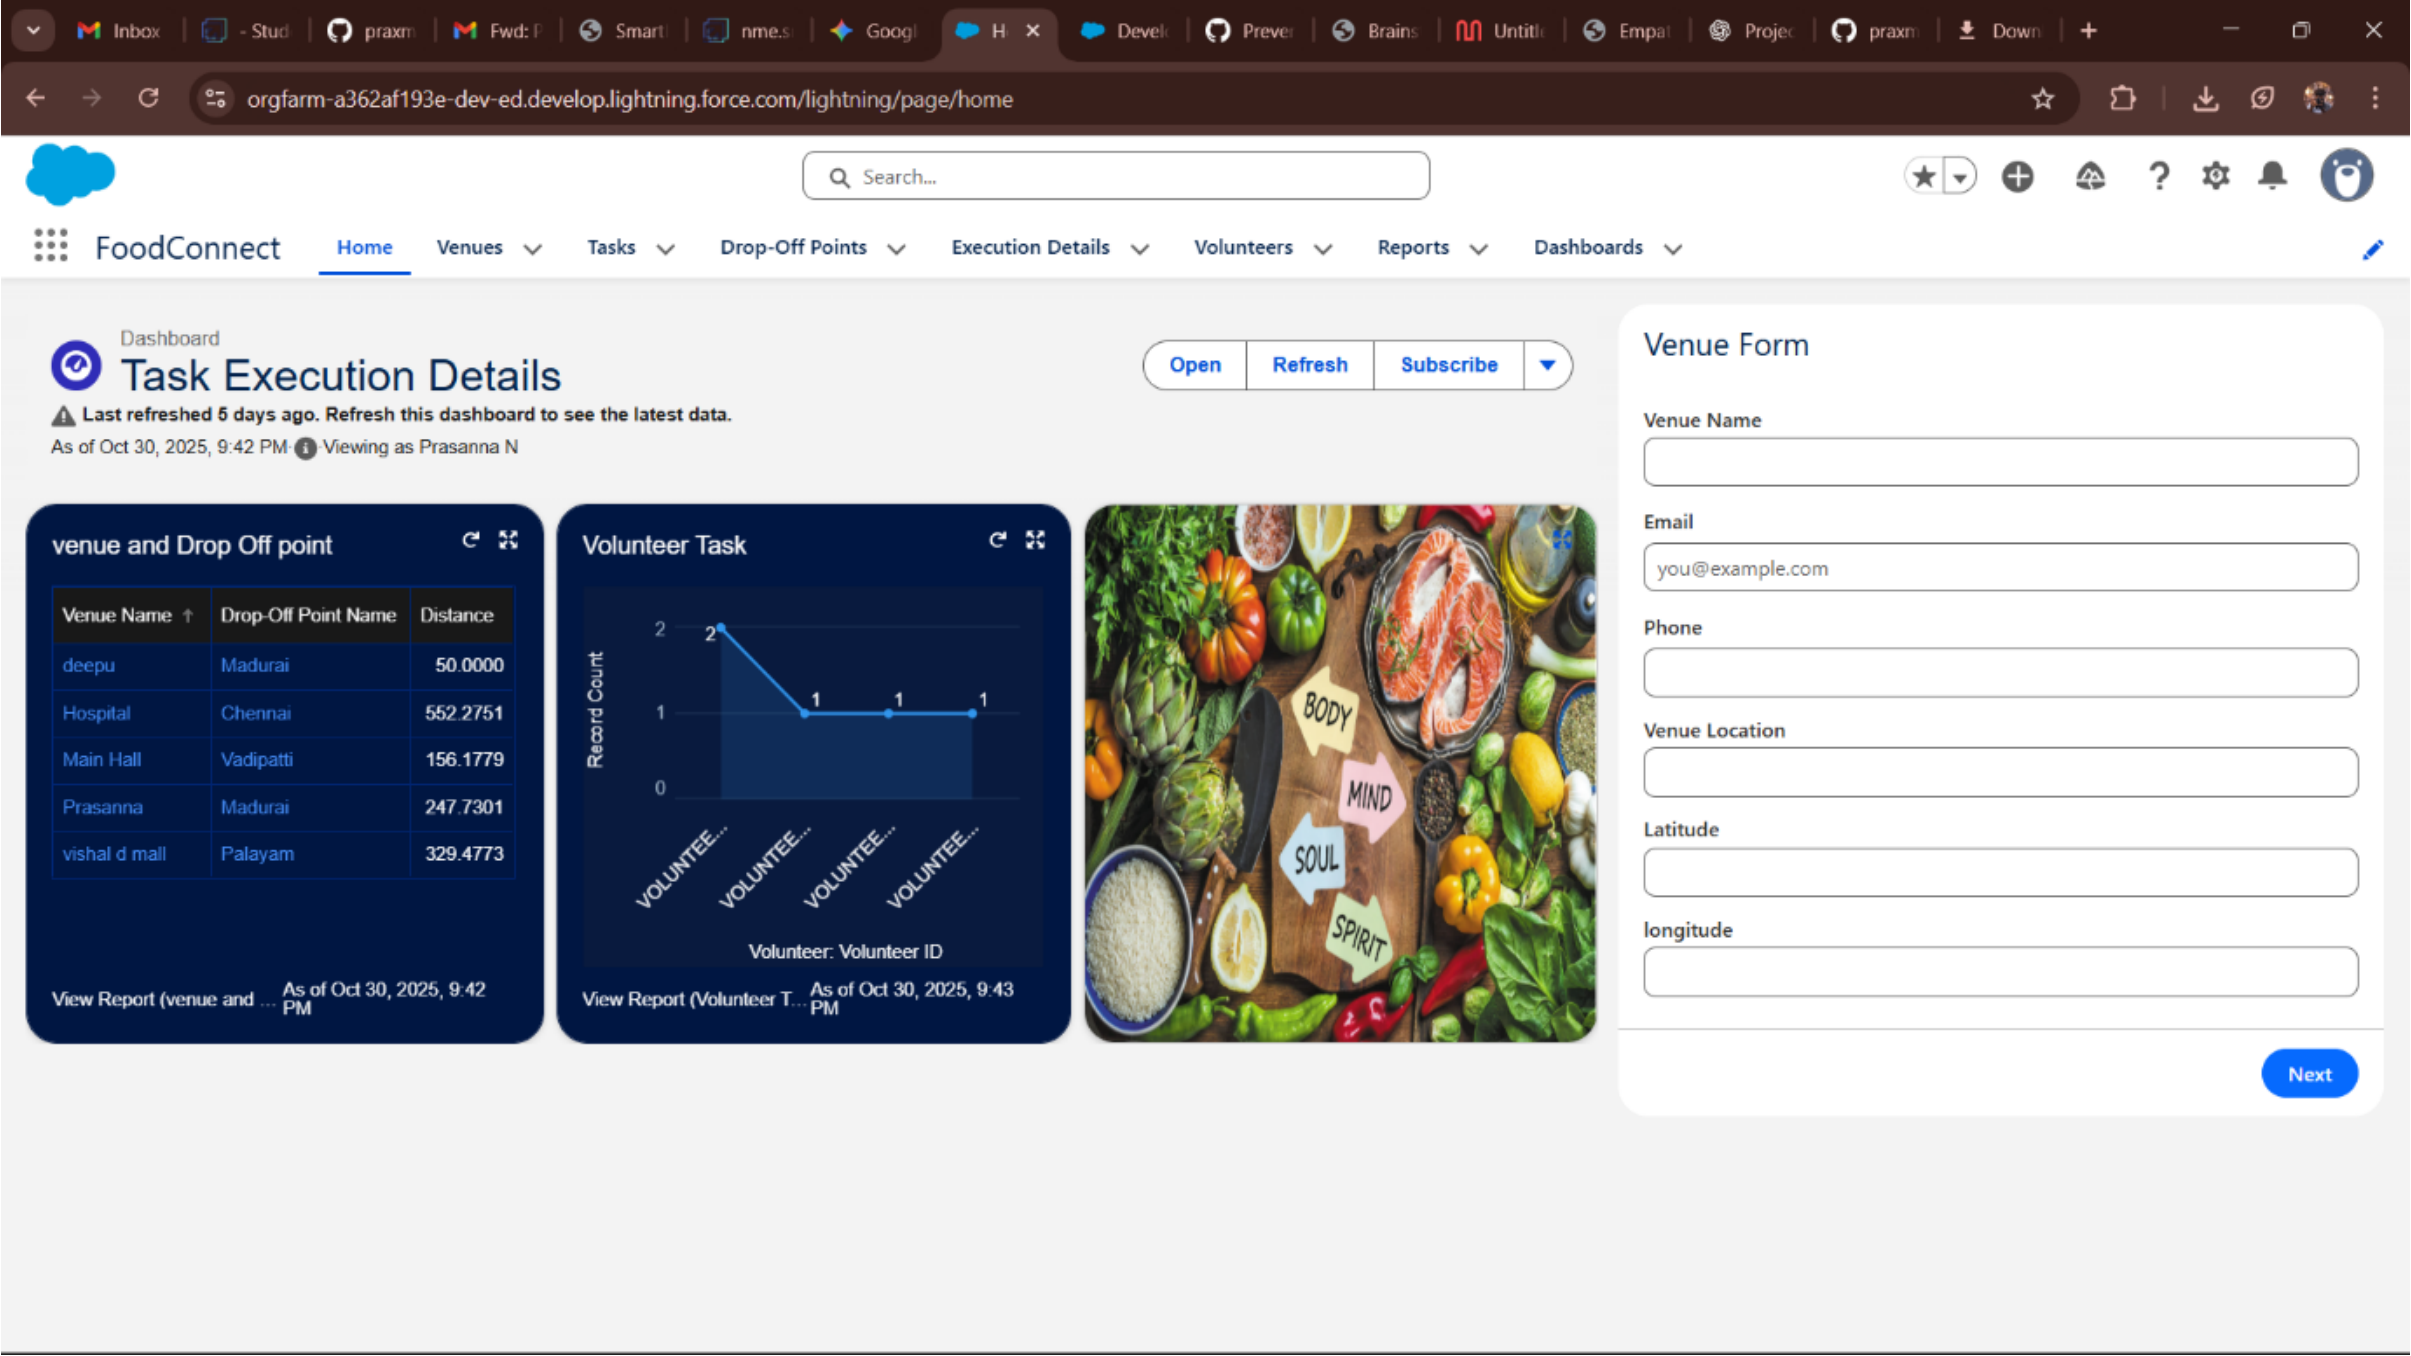 Inbox
- Stud
praxm
Fwd: P
Smart
nme.s
Googl
H
Devel
Prever
Brains
Untitle
Empat
Projec
praxm
Down
orgfarm-a362af193e-dev-ed.develop.lightning.force.com/lightning/page/home
Search...
FoodConnect
Home
Venues
Tasks
Drop-Off Points
Execution Details
Volunteers
Reports
Dashboards
Dashboard
Task Execution Details
Last refreshed 5 days ago. Refresh this dashboard to see the latest data.
As of Oct 30, 2025, 9:42 PM Viewing as Prasanna N
Open
Refresh
Subscribe
venue and Drop Off point
Venue Name ↑ Drop-Off Point Name Distance
deepu Madurai 50.0000
Hospital Chennai 552.2751
Main Hall Vadipatti 156.1779
Prasanna Madurai 247.7301
vishal d mall Palayam 329.4773
View Report (venue and ...
As of Oct 30, 2025, 9:42
PM
Volunteer Task
Record Count
2
1
0
2
1
1
1
VOLUNTEE...
VOLUNTEE...
VOLUNTEE...
VOLUNTEE...
Volunteer: Volunteer ID
View Report (Volunteer T...
As of Oct 30, 2025, 9:43
PM
BODY
MIND
SOUL
SPIRIT
Venue Form
Venue Name
Email
you@example.com
Phone
Venue Location
Latitude
longitude
Next